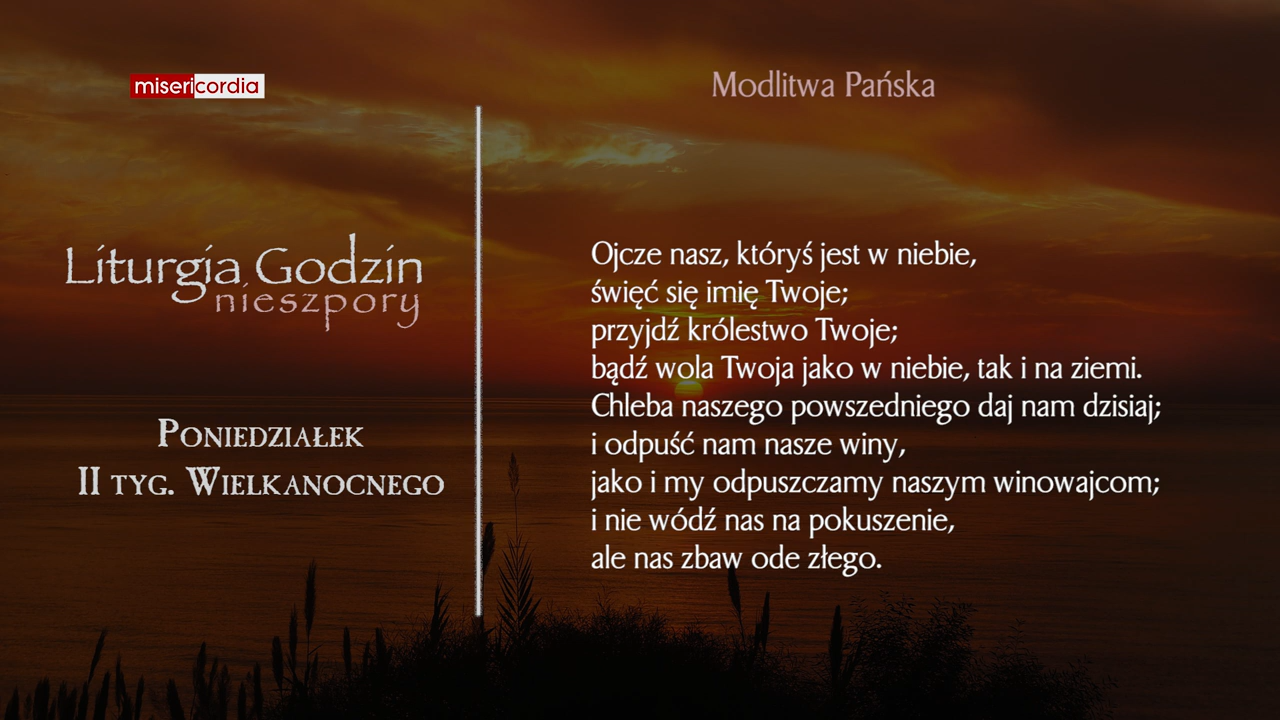 misericordia
Liturgia Godzin
nieszpory
Poniedziałek
II tyg. Wielkanocnego
Modlitwa Pańska
Ojcze nasz, któryś jest w niebie,
święć się imię Twoje;
przyjdź królestwo Twoje;
bądź wola Twoja jako w niebie, tak i na ziemi.
Chleba naszego powszedniego daj nam dzisiaj;
i odpuść nam nasze winy,
jako i my odpuszczamy naszym winowajcom;
i nie wódź nas na pokuszenie,
ale nas zbaw ode złego.